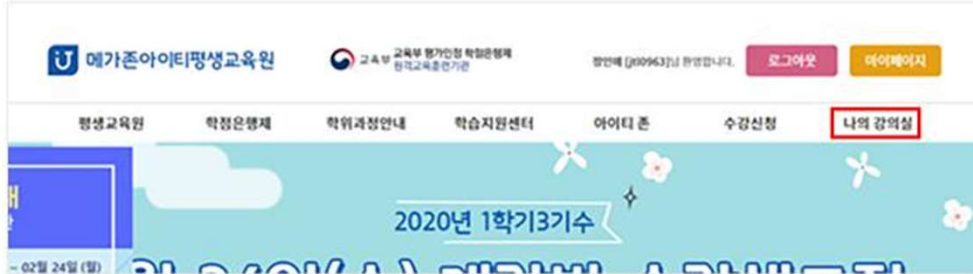 메가존아이티평생교육원
교육부 평가인정 학점은행제
원격교육훈련기관
[jtl0963]님 환영합니다.
로그아웃
마이페이지
평생교육원
학점은행제
학위과정안내
학습지원센터
아이티 존
수강신청
나의 강의실
2020년 1학기3기수
~ 02월 24일 (월)